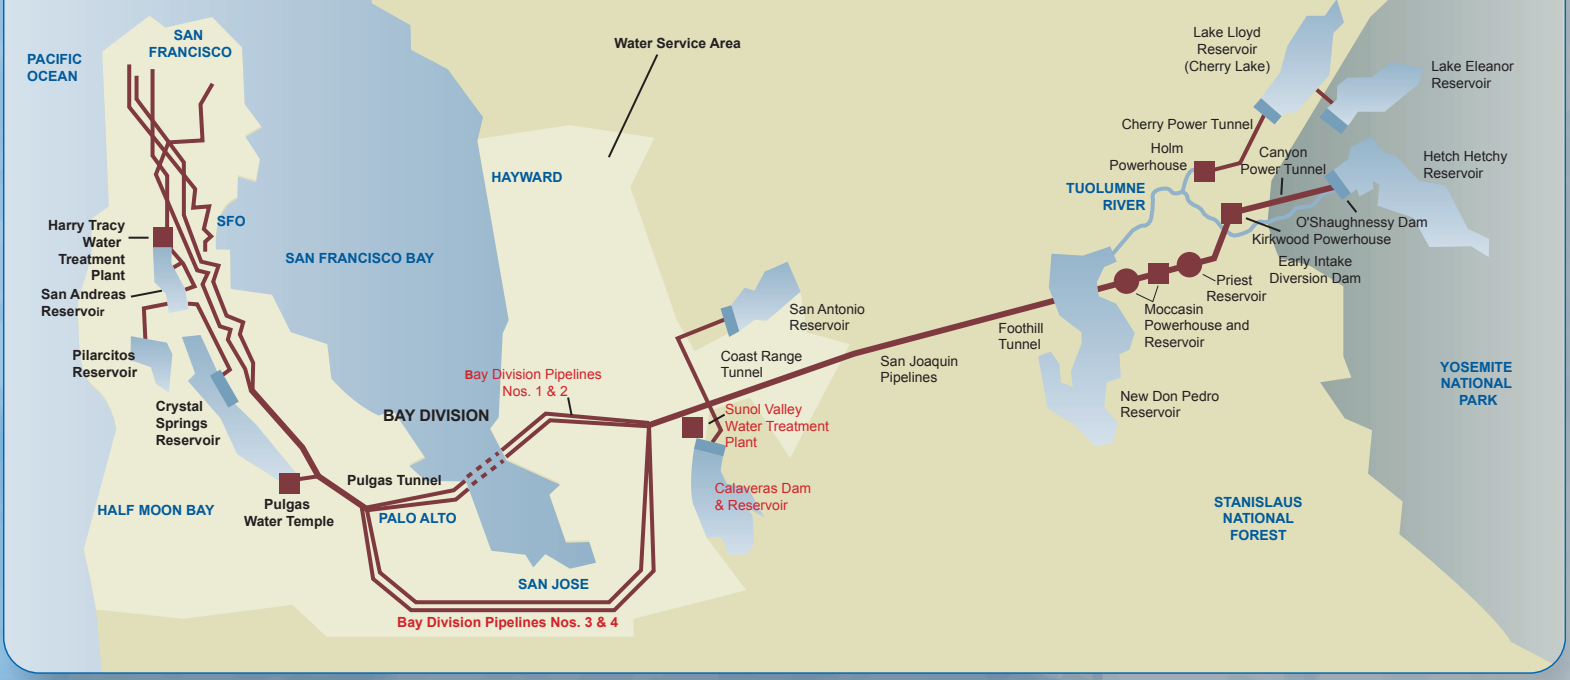 PACIFIC
OCEAN
SAN
FRANCISCO
Water Service Area
Lake Lloyd
Reservoir
(Cherry Lake)
Lake Eleanor
Reservoir
Cherry Power Tunnel
Holm
Powerhouse
Canyon
Power Tunnel
Hetch Hetchy
Reservoir
HAYWARD
TUOLUMNE
RIVER
O'Shaughnessy Dam
Kirkwood Powerhouse
Early Intake
Diversion Dam
Harry Tracy
Water
Treatment
Plant
SFO
SAN FRANCISCO BAY
San Andreas
Reservoir
Priest
Reservoir
Moccasin
Powerhouse and
Reservoir
San Antonio
Reservoir
Foothill
Tunnel
Pilarcitos
Reservoir
Coast Range
Tunnel
San Joaquin
Pipelines
Bay Division Pipelines
Nos. 1 & 2
YOSEMITE
NATIONAL
PARK
New Don Pedro
Reservoir
Crystal
Springs
Reservoir
BAY DIVISION
Sunol Valley
Water Treatment
Plant
Pulgas Tunnel
Calaveras Dam
& Reservoir
HALF MOON BAY
Pulgas
Water Temple
PALO ALTO
STANISLAUS
NATIONAL
FOREST
SAN JOSE
Bay Division Pipelines Nos. 3 & 4